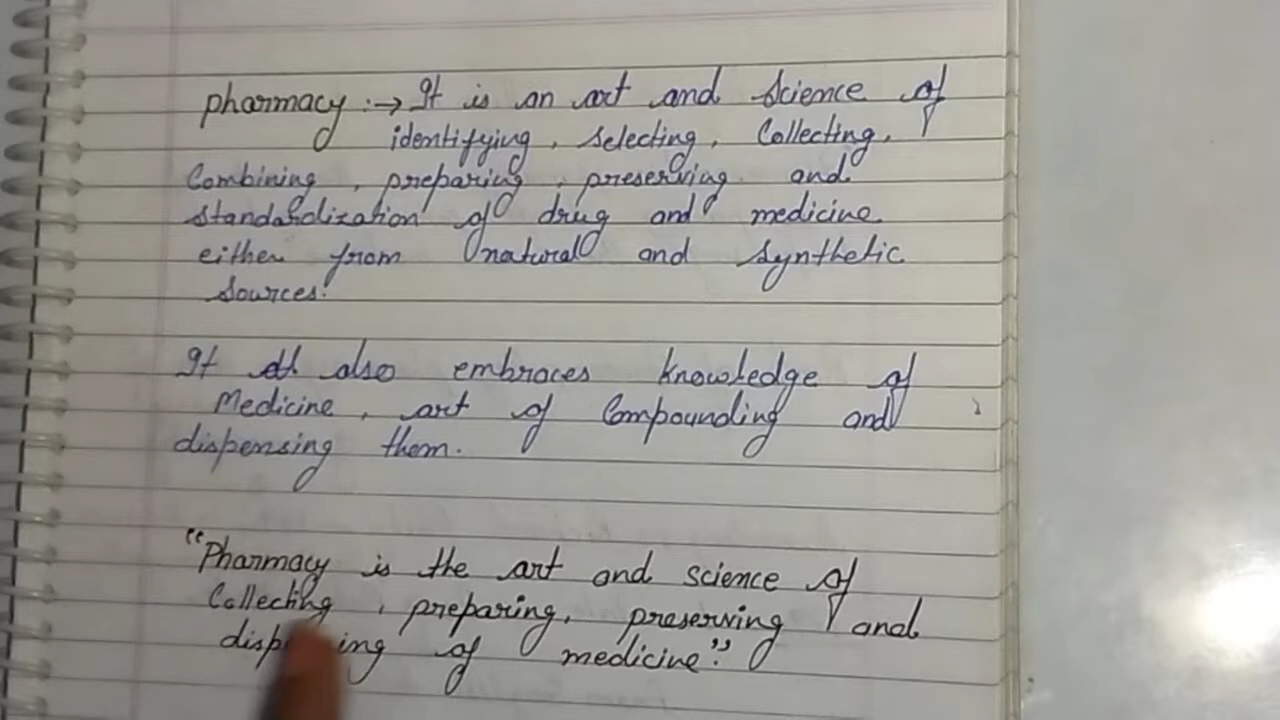 pharmacy :→ It is an art and science of
identifying, selecting, Collecting,
Combining, preparing, preserving and
standardization of drug and medicine
either from natural and synthetic
sources.
It also embraces knowledge of
Medicine, art of Compounding and
dispensing them.
"Pharmacy is the art and science of
Collecting, preparing, preserving and
of medicine."